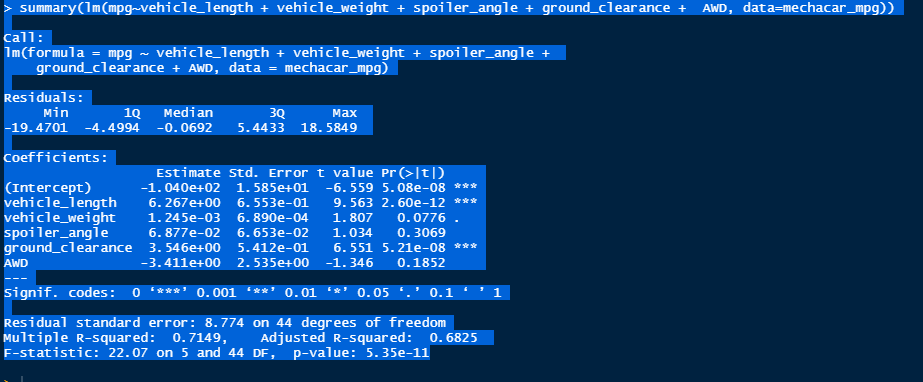 > summary(lm(mpg~vehicle_length + vehicle_weight + spoiler_angle + ground_clearance +  AWD, data=mechacar_mpg))
Call:
lm(formula = mpg ~ vehicle_length + vehicle_weight + spoiler_angle +
    ground_clearance + AWD, data = mechacar_mpg)
Residuals:
     Min       1Q   Median       3Q      Max
-19.4701  -4.4994  -0.0692   5.4433  18.5849
Coefficients:
                   Estimate Std. Error t value Pr(>|t|)
(Intercept)      -1.040e+02  1.585e+01  -6.559 5.08e-08 ***
vehicle_length    6.267e+00  6.553e-01   9.563 2.60e-12 ***
vehicle_weight    1.245e-03  6.890e-04   1.807   0.0776 .
spoiler_angle     6.877e-02  6.653e-02   1.034   0.3069
ground_clearance  3.546e+00  5.412e-01   6.551 5.21e-08 ***
AWD              -3.411e+00  2.535e+00  -1.346   0.1852
---
Signif. codes:  0 ‘***’ 0.001 ‘**’ 0.01 ‘*’ 0.05 ‘.’ 0.1 ‘ ’ 1
Residual standard error: 8.774 on 44 degrees of freedom
Multiple R-squared:  0.7149,	Adjusted R-squared:  0.6825
F-statistic: 22.07 on 5 and 44 DF,  p-value: 5.35e-11